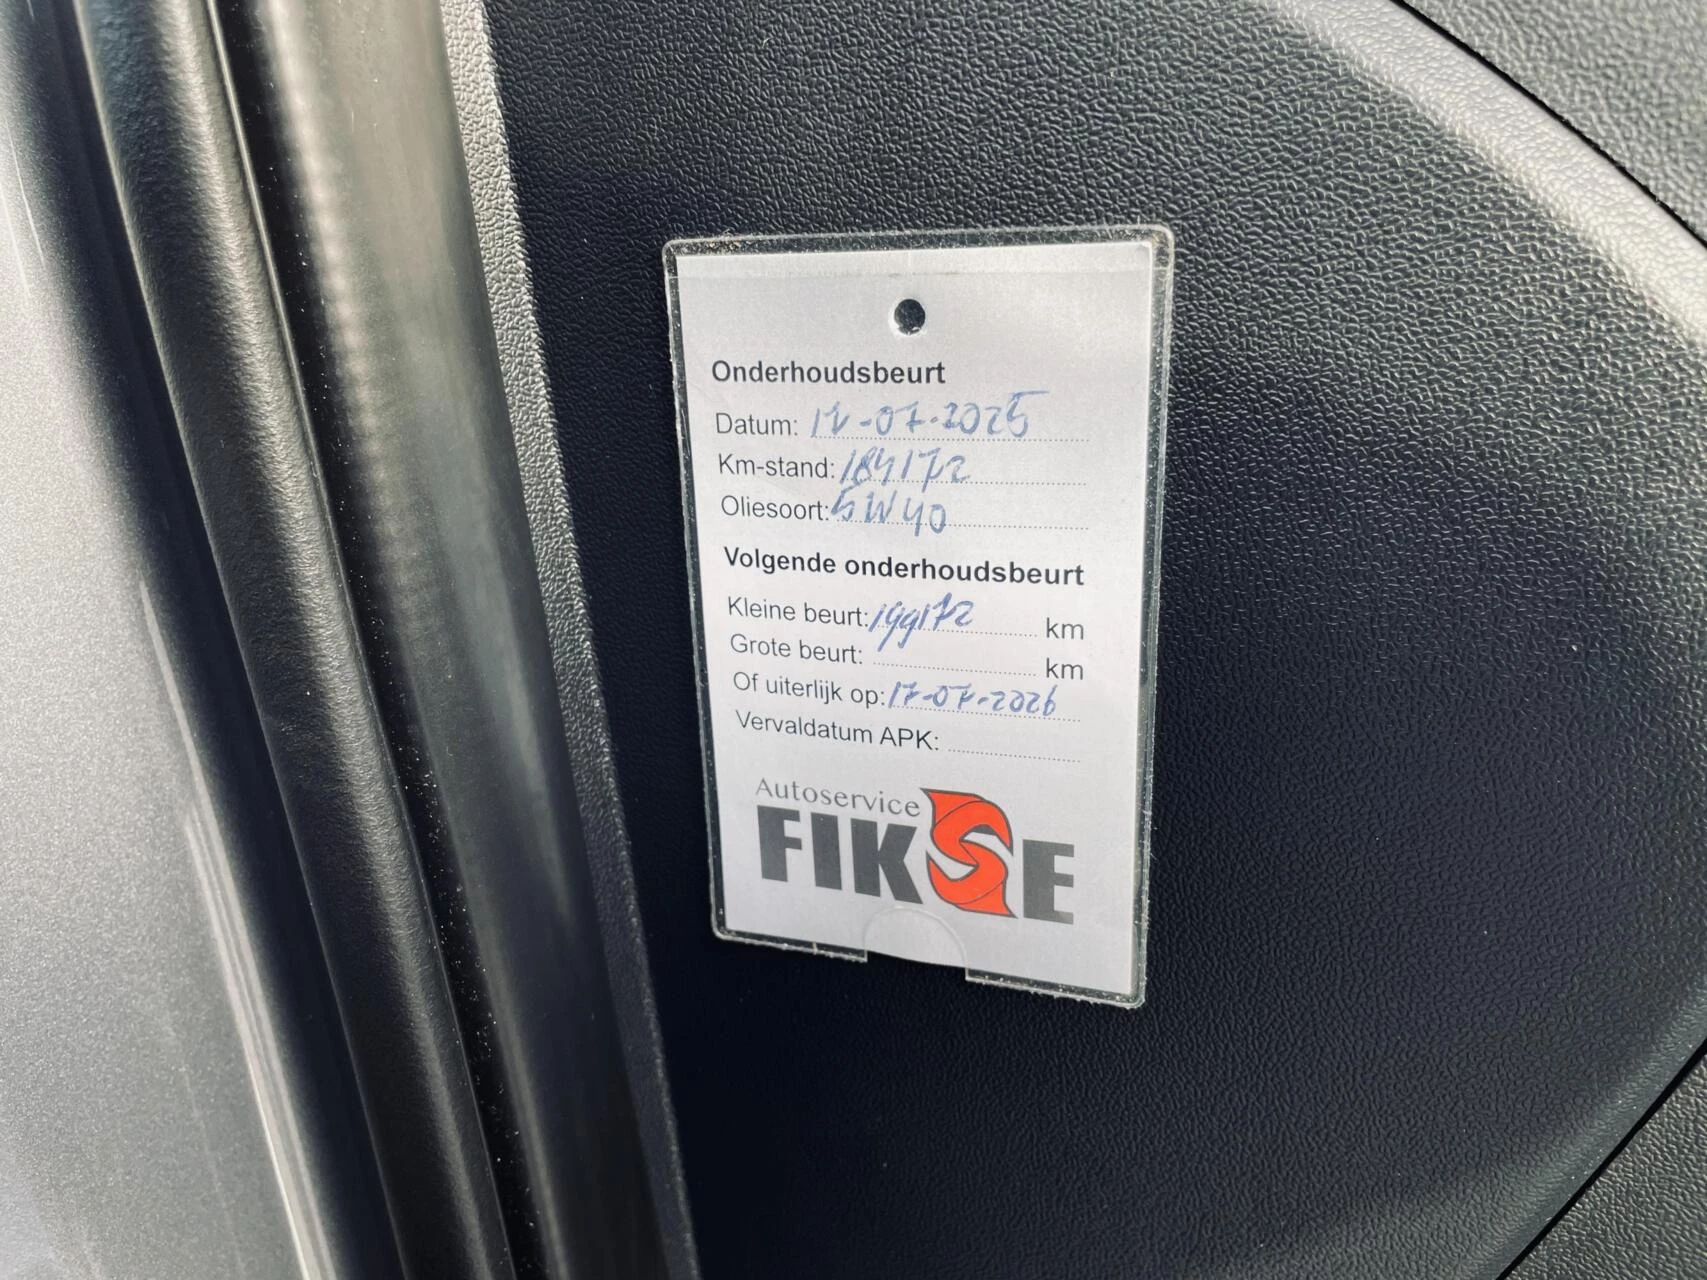 Onderhoudsbeurt
Datum: 17-07-2025
Km-stand: 184172
Oliesoort: 5W40
Volgende onderhoudsbeurt
Kleine beurt: 199172 km
Grote beurt: km
Of uiterlijk op: 17-07-2026
Vervaldatum APK:
Autoservice
FIKSE